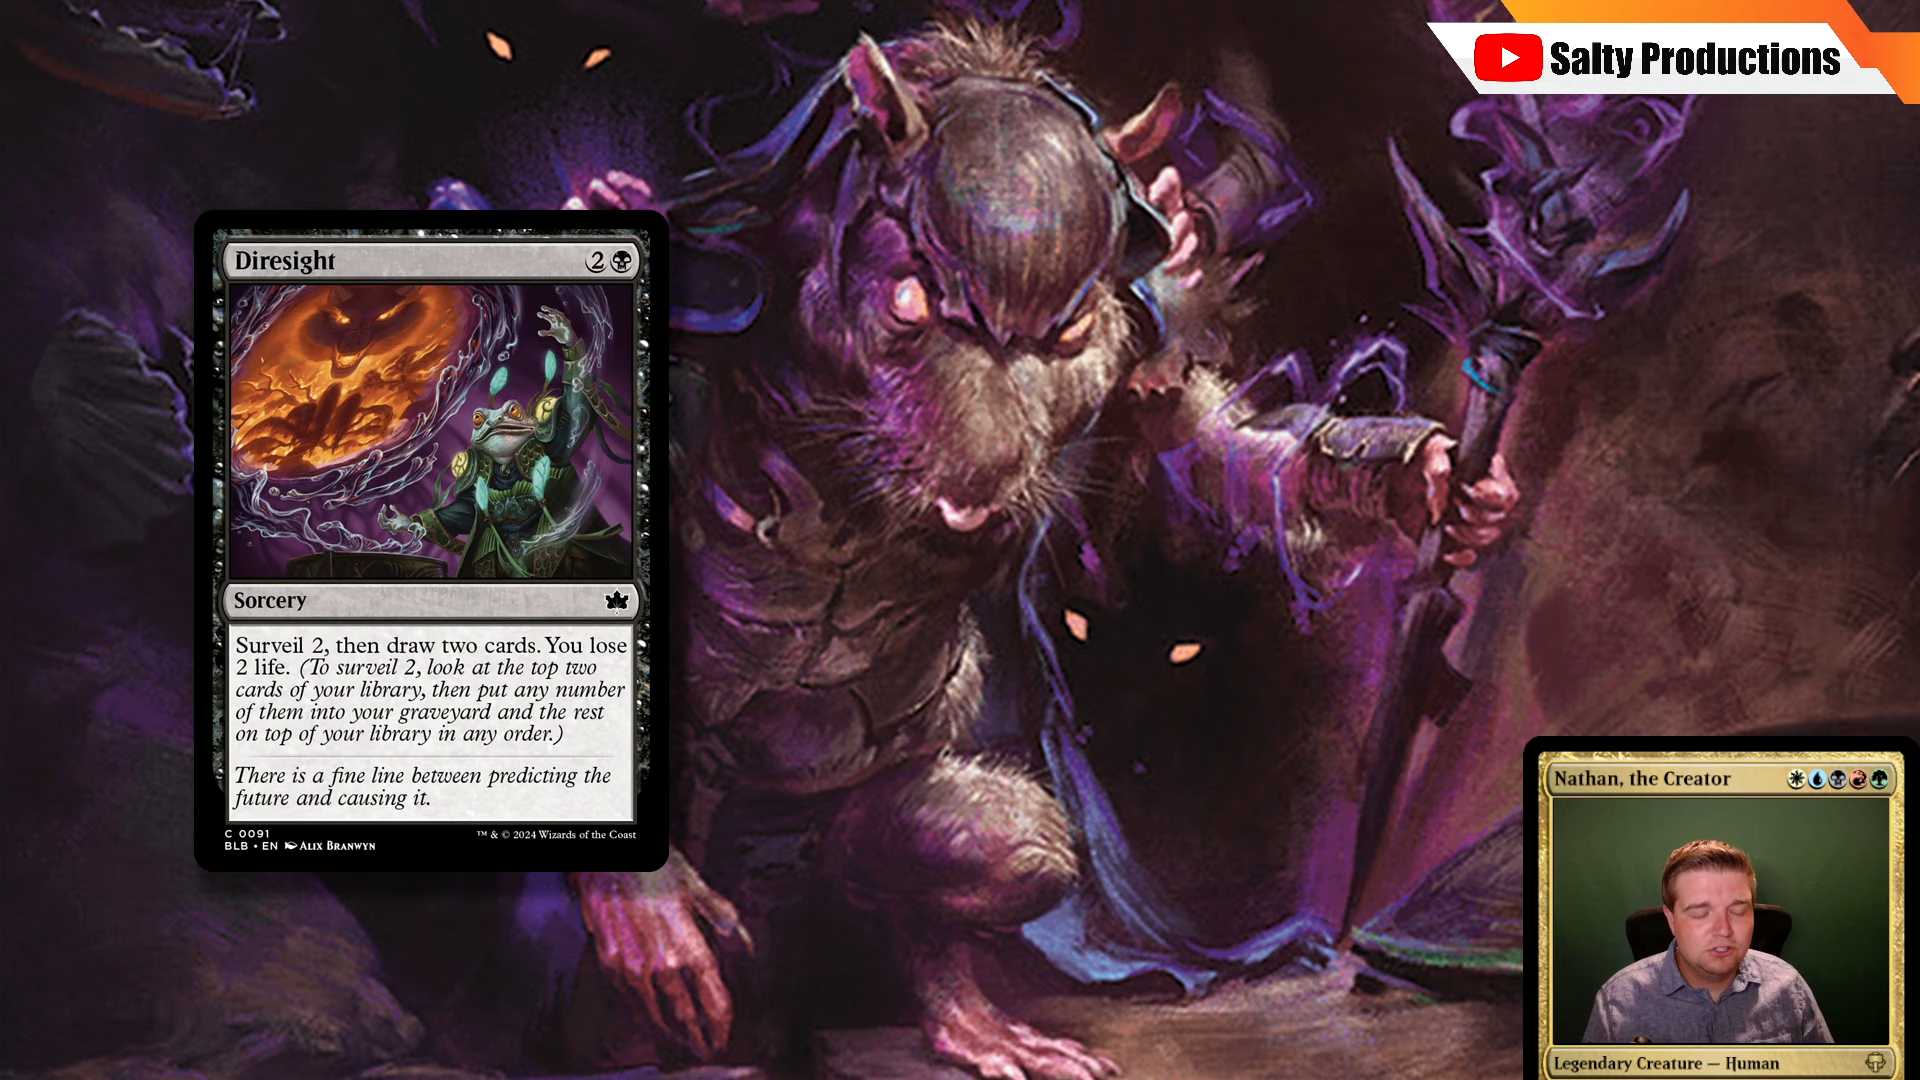 Salty Productions
Diresight
2
Sorcery
Surveil 2, then draw two cards. You lose
2 life. (To surveil 2, look at the top two
cards of your library, then put any number
of them into your graveyard and the rest
on top of your library in any order.)
There is a fine line between predicting the
future and causing it.
C 0091
™ & © 2024 Wizards of the Coast
BLB • EN ALIX BRANWYN
Nathan, the Creator
Legendary Creature — Human